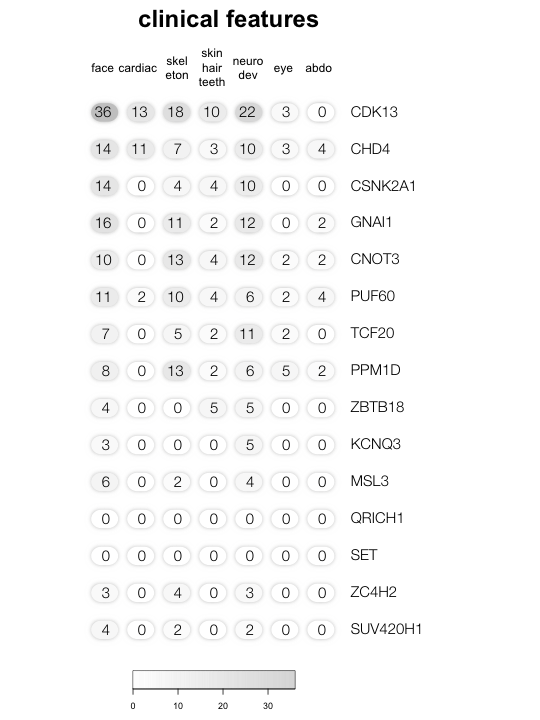 clinical features
face cardiac skel eton skin hair teeth neuro dev eye abdo
36 13 18 10 22 3 0 CDK13
14 11 7 3 10 3 4 CHD4
14 0 4 4 10 0 0 CSNK2A1
16 0 11 2 12 0 2 GNAI1
10 0 13 4 12 2 2 CNOT3
11 2 10 4 6 2 4 PUF60
7 0 5 2 11 2 0 TCF20
8 0 13 2 6 5 2 PPM1D
4 0 0 5 5 0 0 ZBTB18
3 0 0 0 5 0 0 KCNQ3
6 0 2 0 4 0 0 MSL3
0 0 0 0 0 0 0 QRICH1
0 0 0 0 0 0 0 SET
3 0 4 0 3 0 0 ZC4H2
4 0 2 0 2 0 0 SUV420H1
0 10 20 30